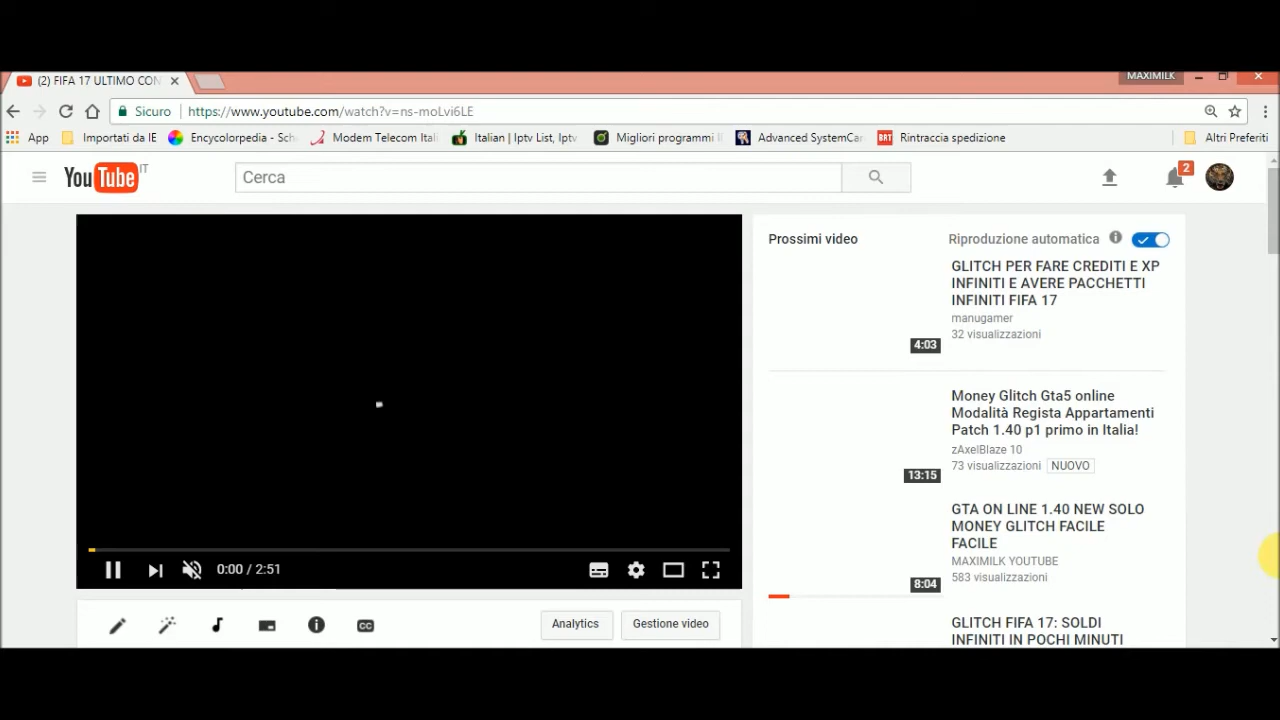 (2) FIFA 17 ULTIMO CON
MAXIMILK
Sicuro https://www.youtube.com/watch?v=ns-moLvi6LE
App Importati da IE Encycolorpedia - Sch Modem Telecom Itali Italian | Iptv List, Iptv Migliori programmi Advanced SystemCar Rintraccia spedizione Altri Preferiti
YouTube IT
Cerca
2
Prossimi video Riproduzione automatica
GLITCH PER FARE CREDITI E XP
INFINITI E AVERE PACCHETTI
INFINITI FIFA 17
manugamer
32 visualizzazioni
4:03
Money Glitch Gta5 online
Modalità Regista Appartamenti
Patch 1.40 p1 primo in Italia!
zAxelBlaze 10
73 visualizzazioni NUOVO
13:15
GTA ON LINE 1.40 NEW SOLO
MONEY GLITCH FACILE
FACILE
MAXIMILK YOUTUBE
583 visualizzazioni
8:04
GLITCH FIFA 17: SOLDI
INFINITI IN POCHI MINUTI
0:00 / 2:51
CC
Analytics Gestione video